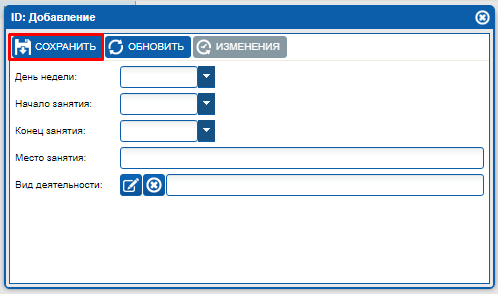 ID: Добавление
СОХРАНИТЬ ОБНОВИТЬ ИЗМЕНЕНИЯ
День недели:
Начало занятия:
Конец занятия:
Место занятия:
Вид деятельности: